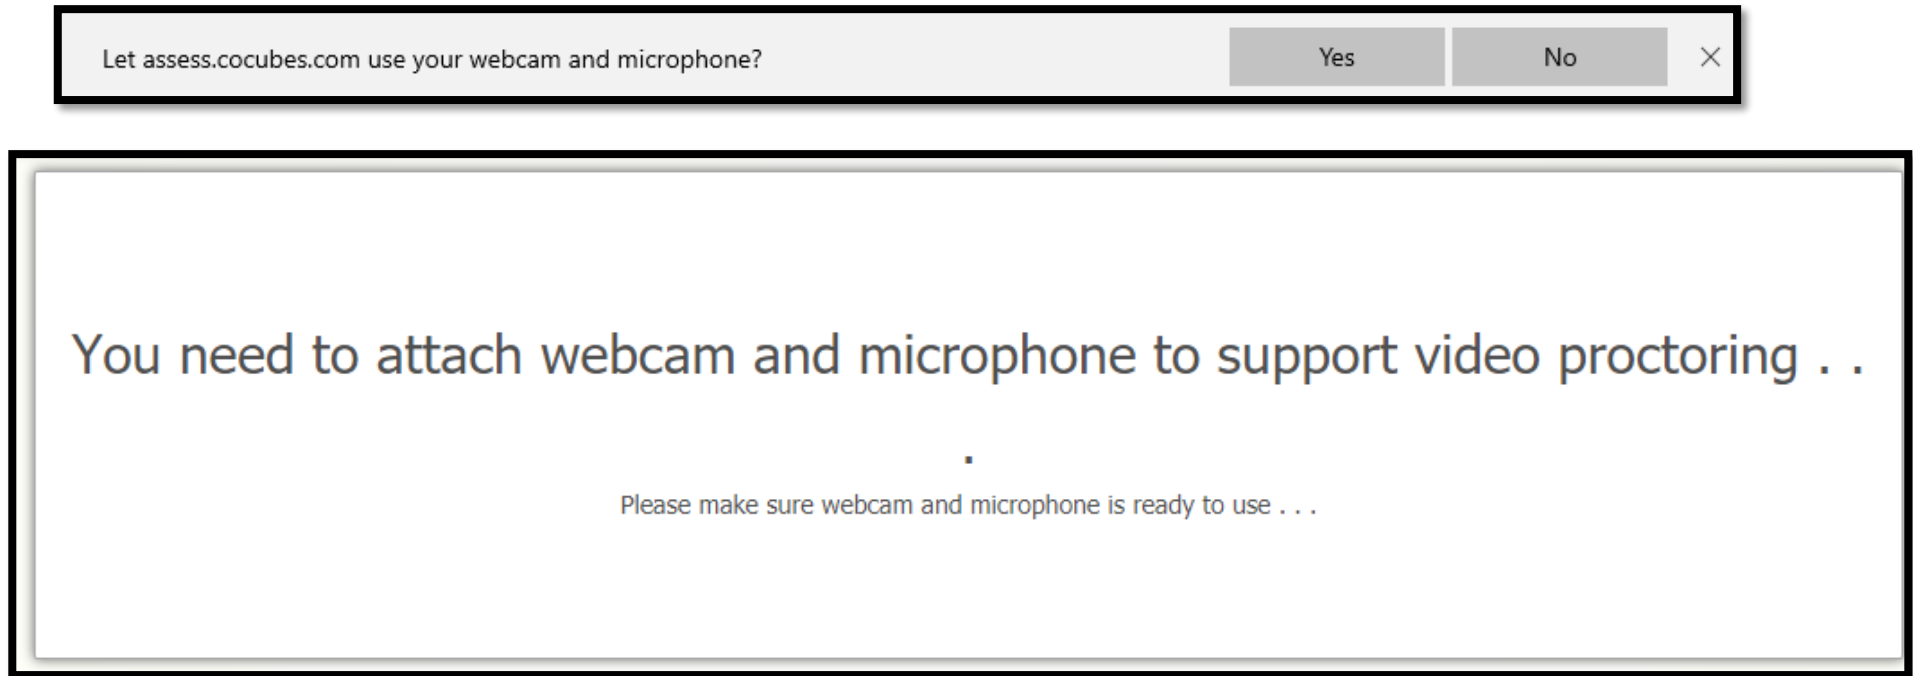 Let assess.cocubes.com use your webcam and microphone? Yes No
You need to attach webcam and microphone to support video proctoring . .
.
Please make sure webcam and microphone is ready to use . . .